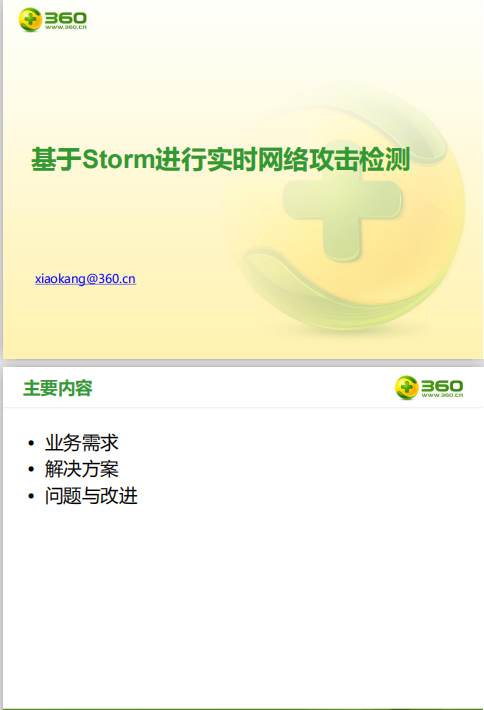 360
www.360.cn
基于Storm进行实时网络攻击检测
xiaokang@360.cn
主要内容
360
www.360.cn
• 业务需求
• 解决方案
• 问题与改进